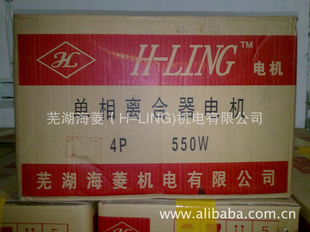 H-LING™ 电机
单相离合器电机
芜湖海菱(H-LING)机电有限公司
4P 550W
芜湖海菱机电有限公司
www.alibaba.com.cn